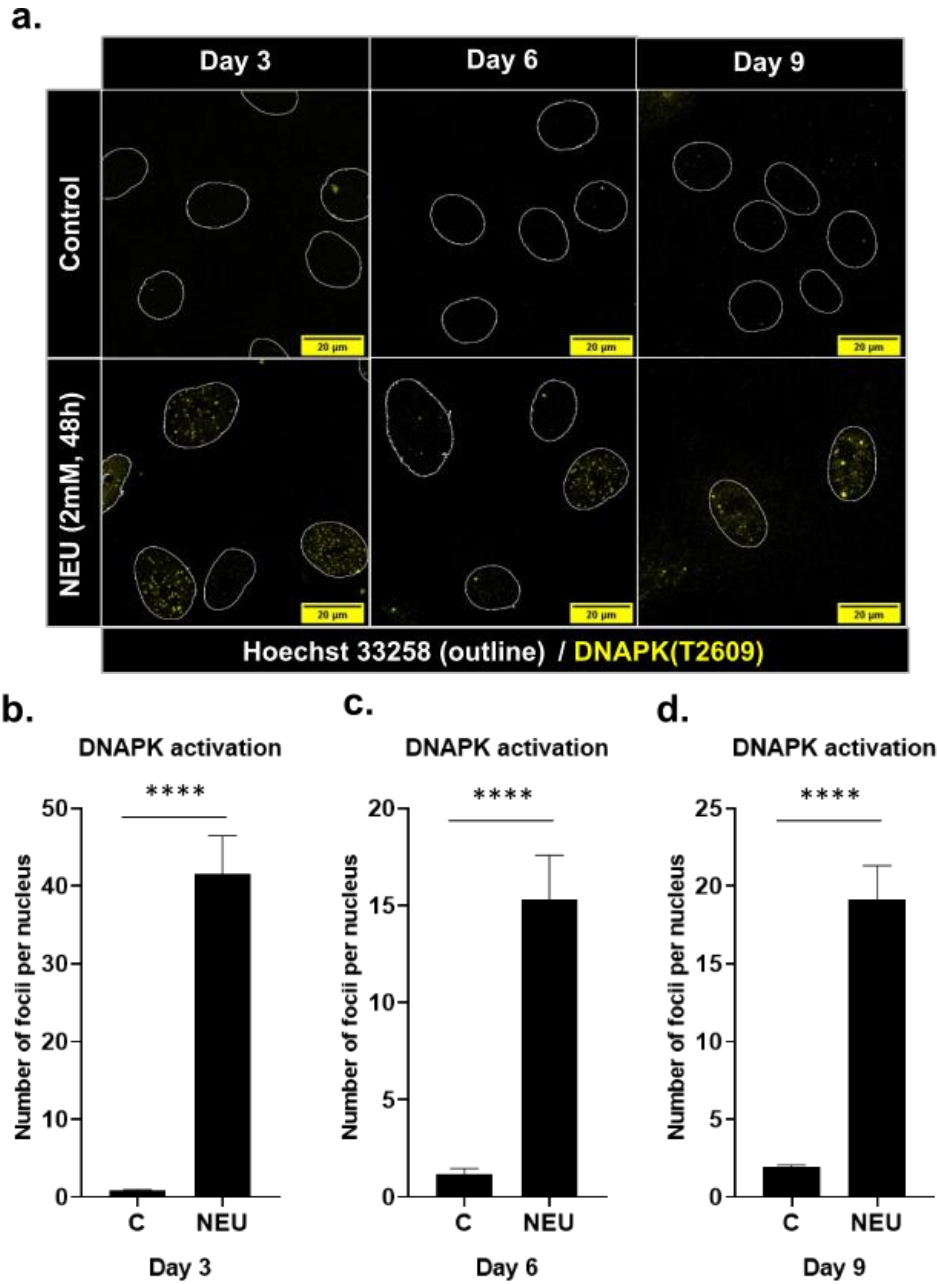 a.
Day 3
Day 6
Day 9
Control
20 µm
20 µm
20 µm
NEU (2mM, 48h)
20 µm
20 µm
20 µm
Hoechst 33258 (outline) / DNAPK(T2609)
b.
DNAPK activation
****
Number of focii per nucleus
50
40
30
20
10
0
C
NEU
Day 3
c.
DNAPK activation
****
Number of focii per nucleus
20
15
10
5
0
C
NEU
Day 6
d.
DNAPK activation
****
Number of focii per nucleus
25
20
15
10
5
0
C
NEU
Day 9